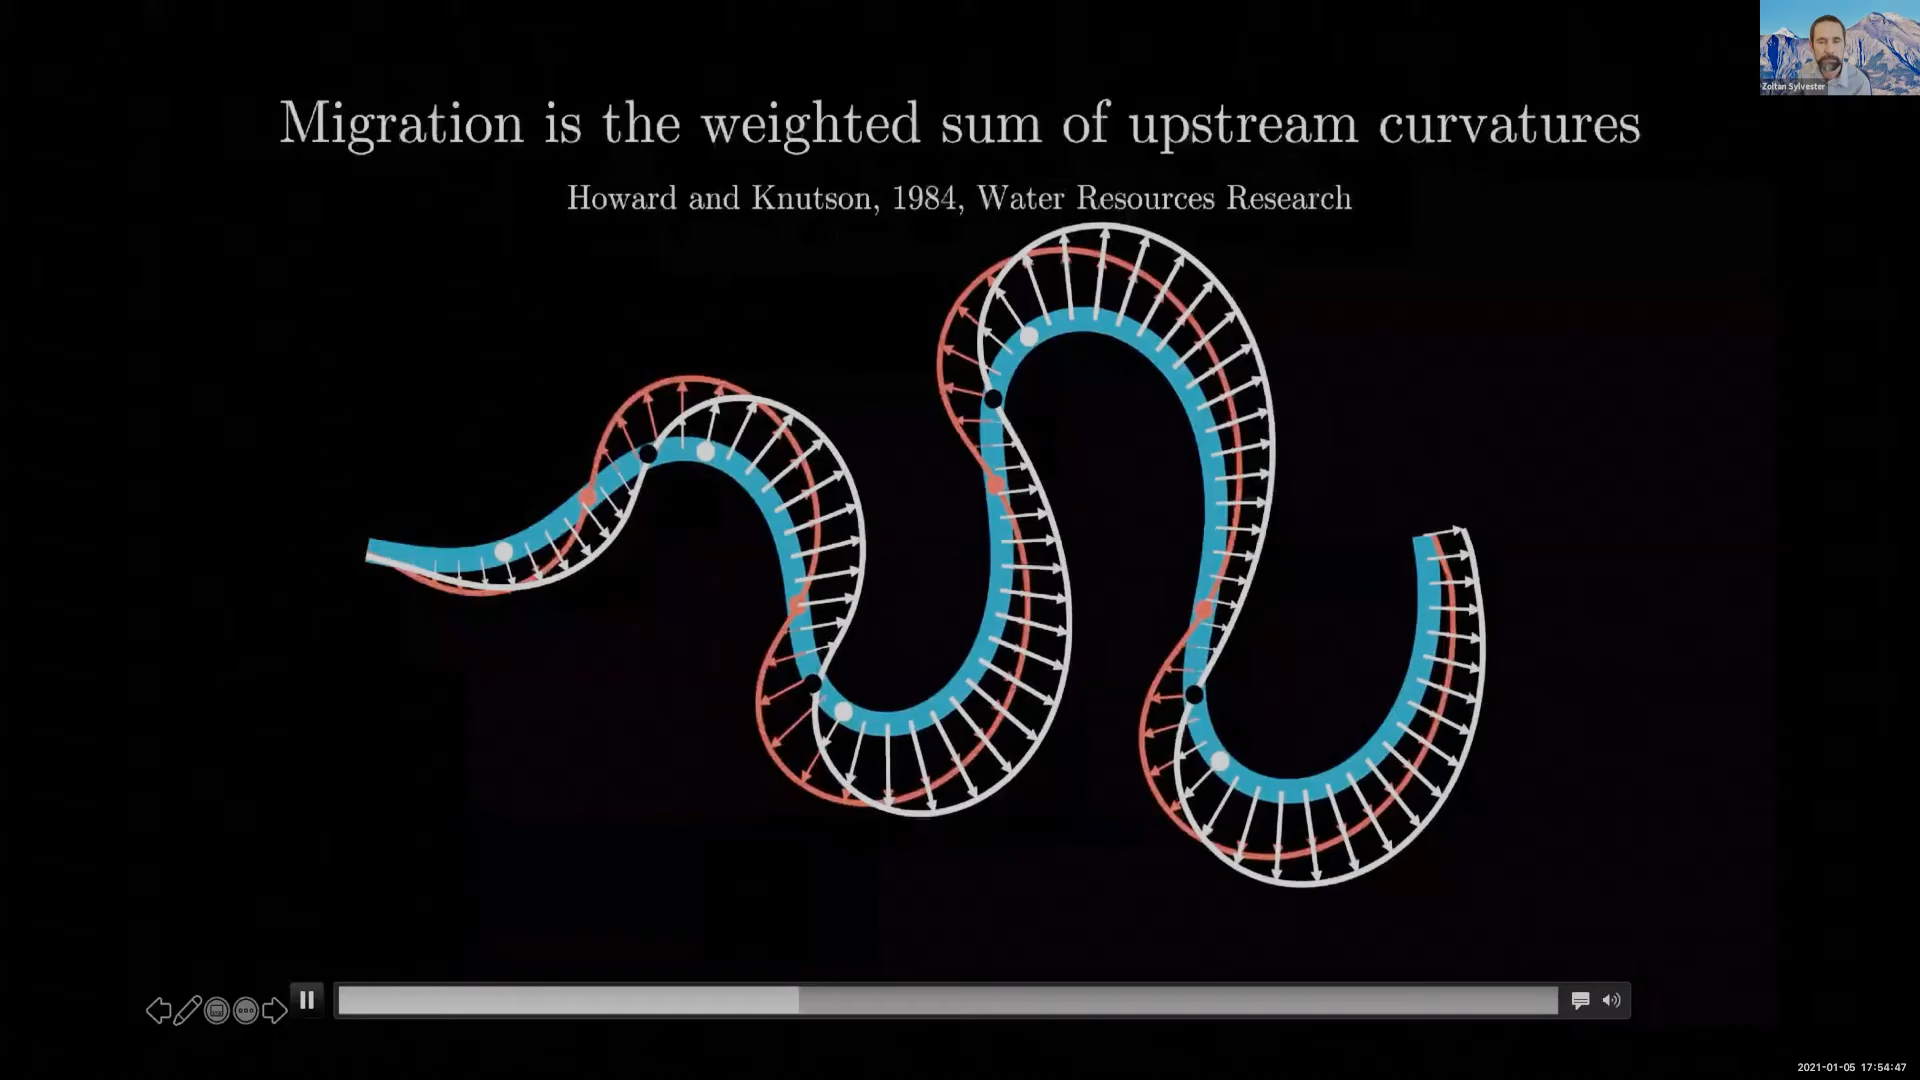 Zoltan Sylvester
Migration is the weighted sum of upstream curvatures
Howard and Knutson, 1984, Water Resources Research
2021-01-05 17:54:47